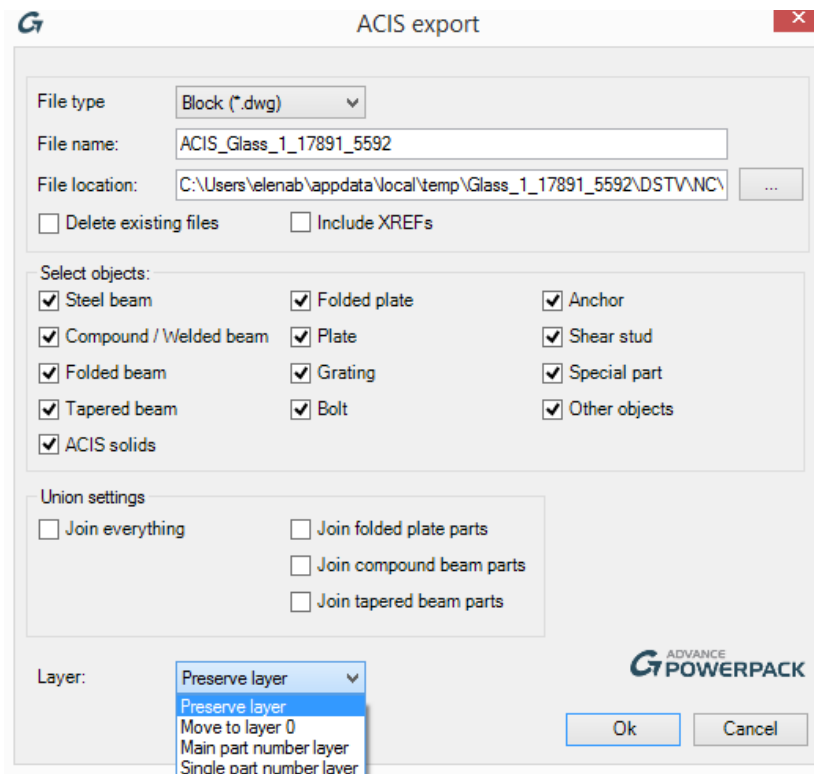 ACIS export
File type
Block (*.dwg)
File name:
ACIS_Glass_1_17891_5592
File location:
C:\Users\elenab\appdata\local\temp\Glass_1_17891_5592\DSTV\NC\
...
Delete existing files
Include XREFs
Select objects:
Steel beam
Folded plate
Anchor
Compound / Welded beam
Plate
Shear stud
Folded beam
Grating
Special part
Tapered beam
Bolt
Other objects
ACIS solids
Union settings
Join everything
Join folded plate parts
Join compound beam parts
Join tapered beam parts
Layer:
Preserve layer
Preserve layer
Move to layer 0
Main part number layer
Single part number layer
ADVANCE
POWERPACK
Ok
Cancel